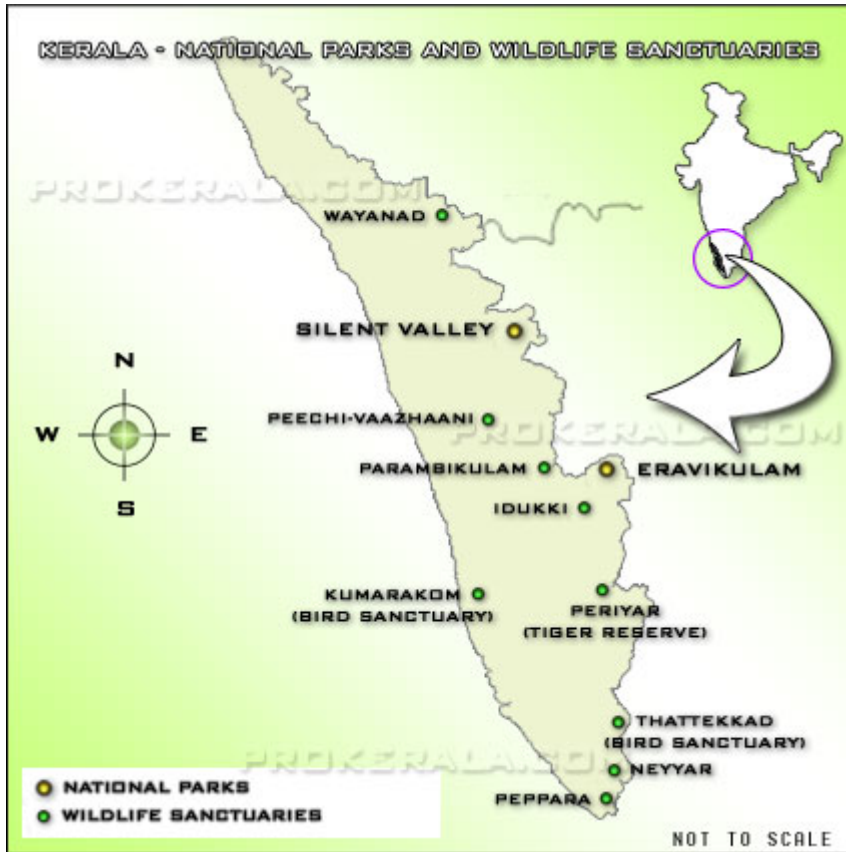 KERALA - NATIONAL PARKS AND WILDLIFE SANCTUARIES
PROKERALA.COM
WAYANAD
SILENT VALLEY
N
W
E
S
PEECHI-VAAZHAANI
PROKERALA.COM
PARAMBIKULAM
ERAVIKULAM
IDUKKI
KUMARAKOM
(BIRD SANCTUARY)
PERIYAR
(TIGER RESERVE)
THATTEKKAD
(BIRD SANCTUARY)
PROKERALA.COM
NEYYAR
PEPPARA
NATIONAL PARKS
WILDLIFE SANCTUARIES
NOT TO SCALE